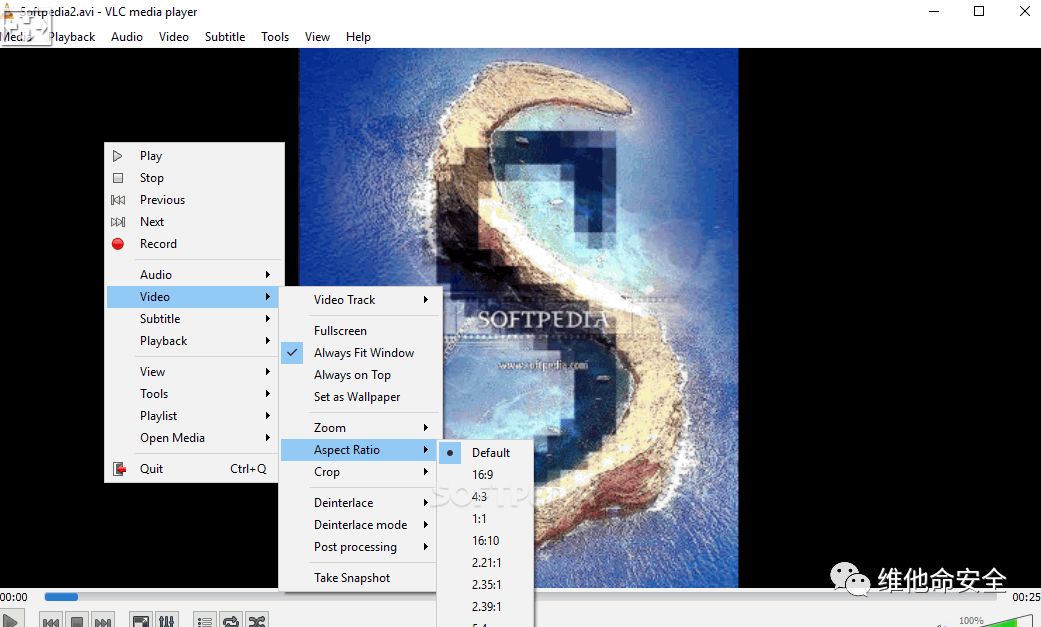 Softpedia2.avi - VLC media player
Media Playback Audio Video Subtitle Tools View Help
Play
Stop
Previous
Next
Record
Audio
Video
Subtitle
Playback
View
Tools
Playlist
Open Media
Quit Ctrl+Q
Video Track
Fullscreen
Always Fit Window
Always on Top
Set as Wallpaper
Zoom
Aspect Ratio
Crop
Deinterlace
Deinterlace mode
Post processing
Take Snapshot
Default
16:9
4:3
1:1
16:10
2.21:1
2.35:1
2.39:1
SOFTPEDIA
www.softpedia.com
维他命安全
00:00
00:25
100%